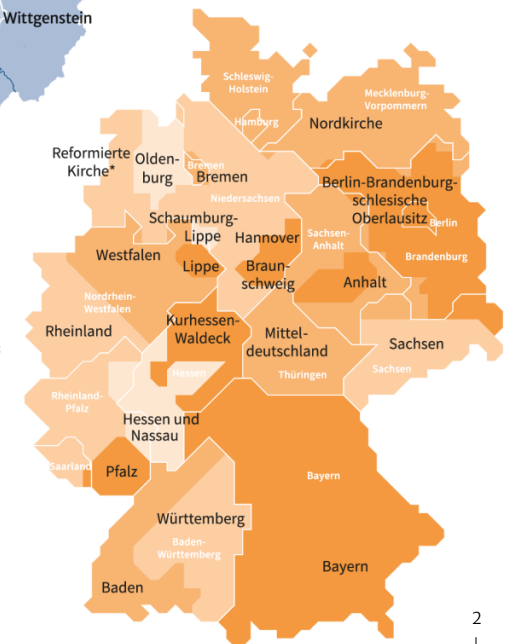 Wittgenstein
Schleswig-
Holstein
Mecklenburg-
Vorpommern
Hamburg
Nordkirche
Reformierte
Kirche*
Olden-
burg
Bremen
Bremen
Niedersachsen
Berlin-Brandenburg-
schlesische
Oberlausitz
Berlin
Brandenburg
Schaumburg-
Lippe
Hannover
Sachsen-
Anhalt
Westfalen
Lippe
Braun-
schweig
Anhalt
Nordrhein-
Westfalen
Rheinland
Kurhessen-
Waldeck
Mittel-
deutschland
Sachsen
Sachsen
Thüringen
Hessen
Rheinland-
Pfalz
Hessen und
Nassau
Saarland
Pfalz
Bayern
Württemberg
Baden-
Württemberg
Baden
Bayern
2